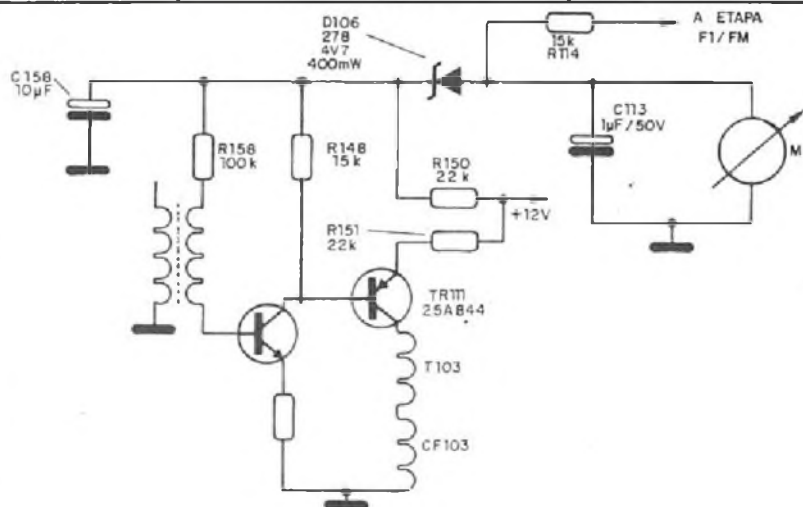 D106
278
4V7
400mW
A ETAPA
FI/FM
15k
R114
C158
10µF
C113
1µF/50V
R158
100k
R148
15k
R150
22k
M
+12V
R151
22k
TR111
2SA844
T103
CF103